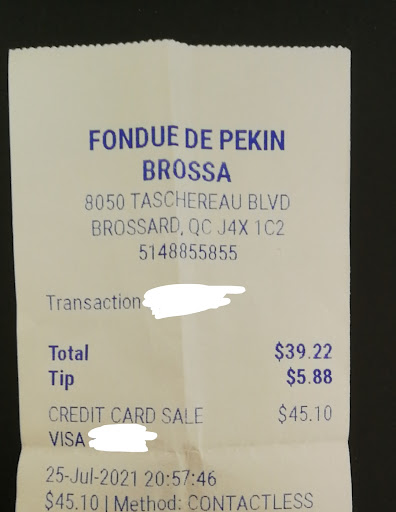 FONDUE DE PEKIN
BROSSA
8050 TASCHEREAU BLVD
BROSSARD, QC J4X 1C2
5148855855
Transaction
Total $39.22
Tip $5.88
CREDIT CARD SALE $45.10
VISA
25-Jul-2021 20:57:46
$45.10 | Method: CONTACTLESS